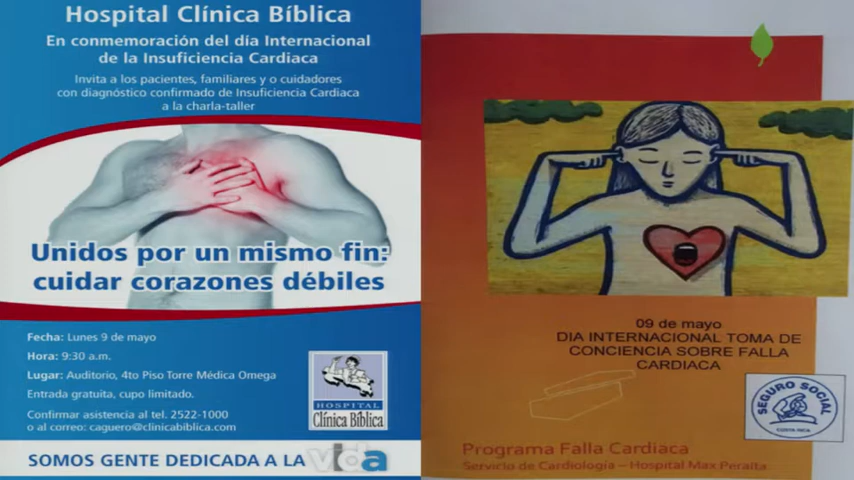 Hospital Clínica Bíblica
En conmemoración del día Internacional
de la Insuficiencia Cardiaca
Invita a los pacientes, familiares y o cuidadores
con diagnóstico confirmado de Insuficiencia Cardiaca
a la charla-taller
Unidos por un mismo fin:
cuidar corazones débiles
Fecha: Lunes 9 de mayo
Hora: 9:30 a.m.
Lugar: Auditorio, 4to Piso Torre Médica Omega
Entrada gratuita, cupo limitado.
Confirmar asistencia al tel. 2522-1000
o al correo: caguero@clinicabiblica.com
HOSPITAL
Clínica Bíblica
SOMOS GENTE DEDICADA A LA vida
09 de mayo
DIA INTERNACIONAL TOMA DE
CONCIENCIA SOBRE FALLA
CARDIACA
SEGURO SOCIAL
COSTA RICA
Programa Falla Cardiaca
Servicio de Cardiología – Hospital Max Peralta